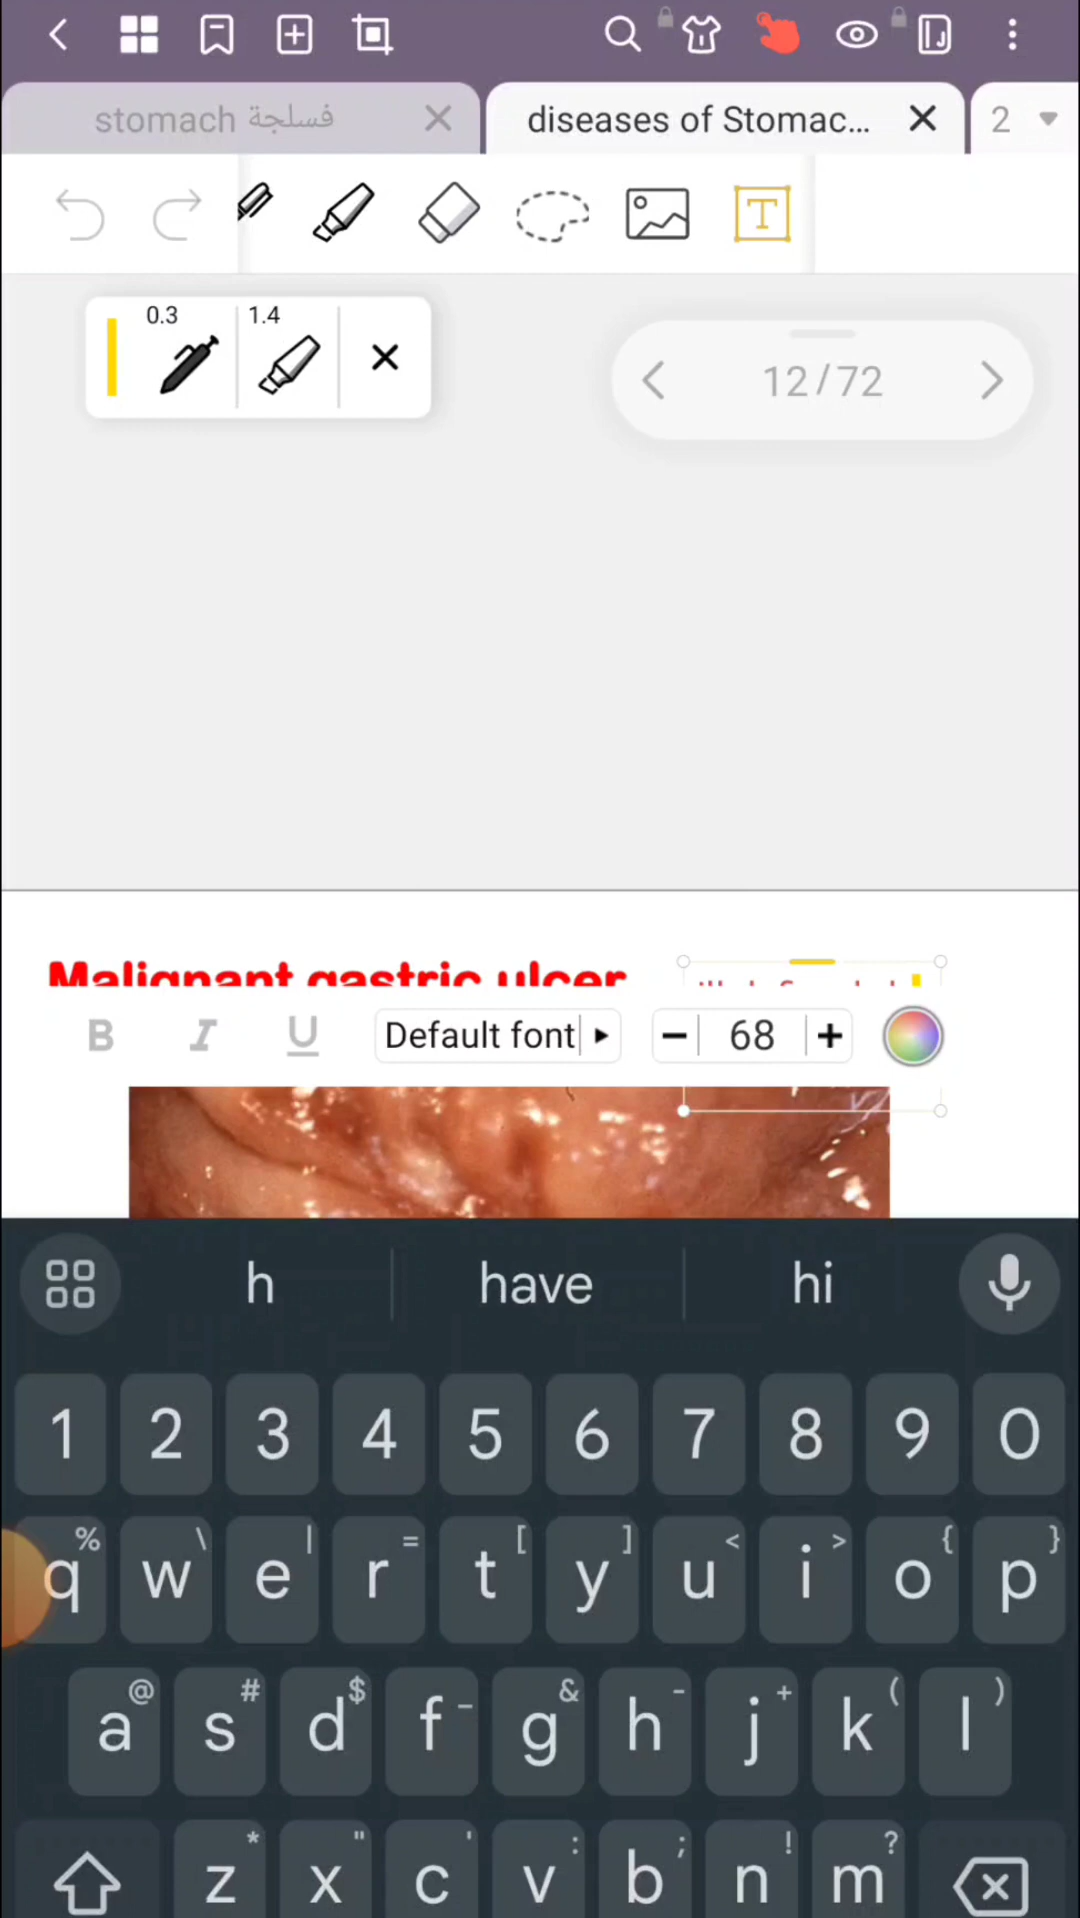 stomach فسلجة
diseases of Stomac...
2
T
0.3
1.4
12/72
Malignant gastric ulcer
B I U Default font 68
h have hi
1 2 3 4 5 6 7 8 9 0
% \ | = [ ] < > { }
q w e r t y u i o p
@ # $ _ & - + ( )
a s d f g h j k l
* " ' : ; ! ?
z x c v b n m